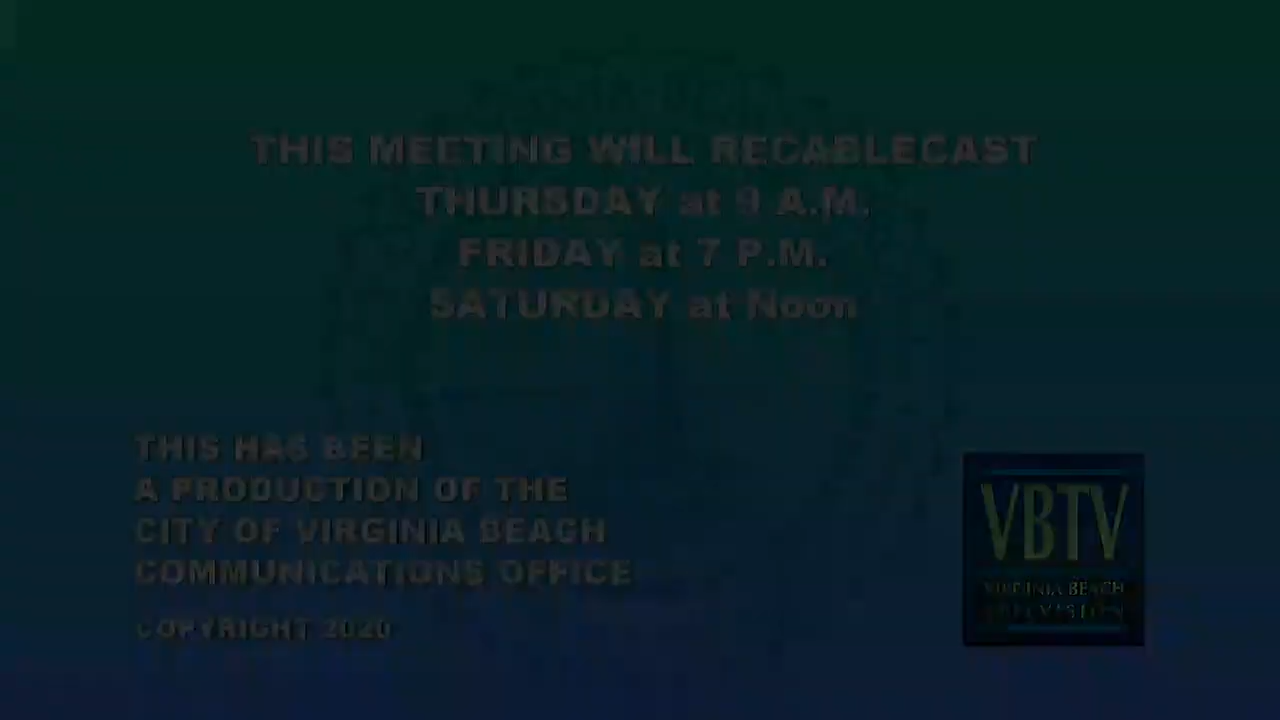 THIS MEETING WILL RECABLECAST
THURSDAY at 9 A.M.
FRIDAY at 7 P.M.
SATURDAY at Noon
THIS HAS BEEN
A PRODUCTION OF THE
CITY OF VIRGINIA BEACH
COMMUNICATIONS OFFICE
COPYRIGHT 2020
VBTV
VIRGINIA BEACH
TELEVISION